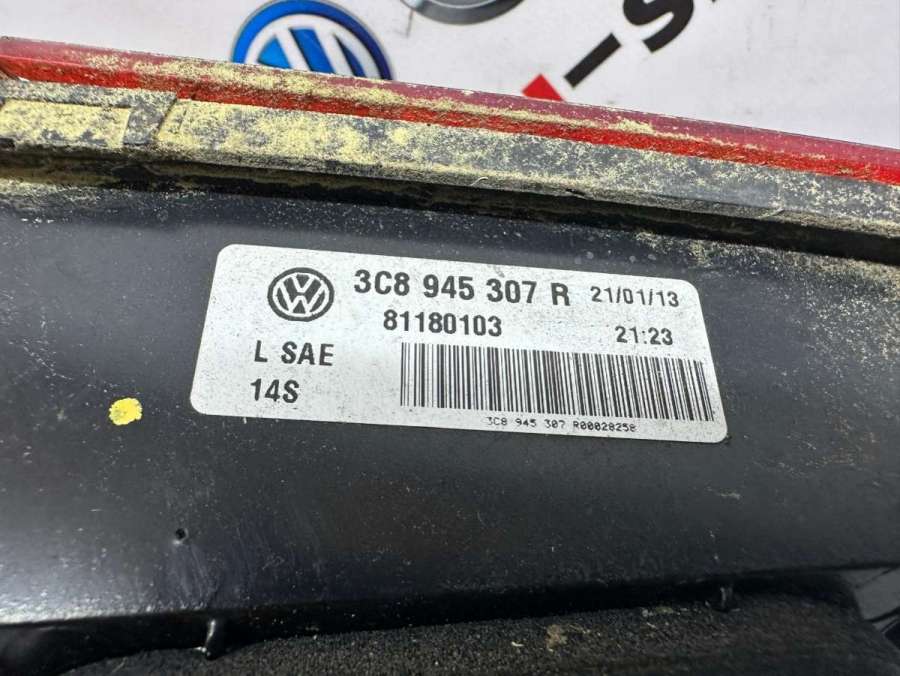 3C8 945 307 R 21/01/13
81180103 21:23
L SAE
14S
3C8 945 307 R00028258